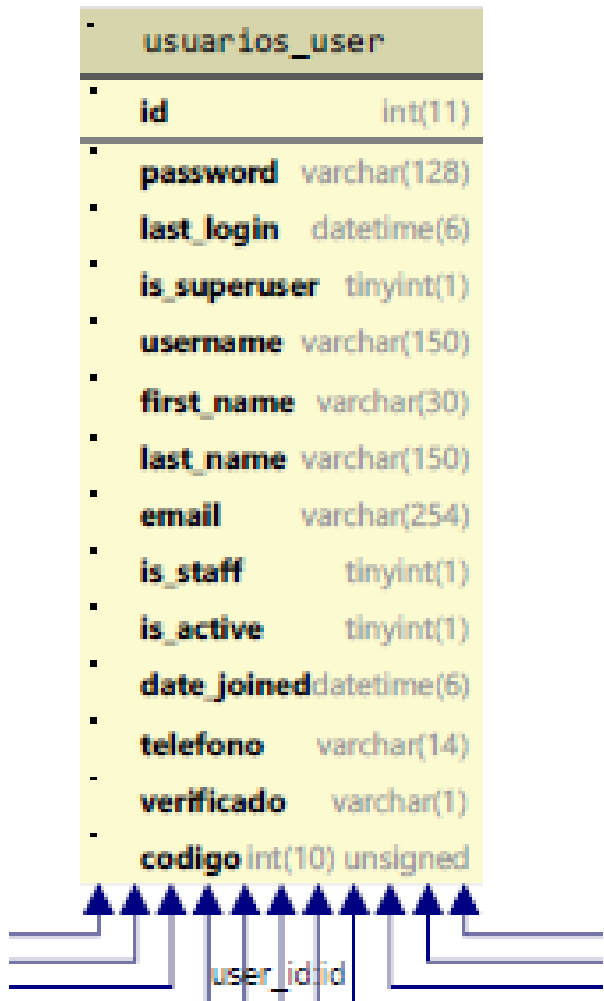 usuarios_user
id int(11)
password varchar(128)
last_login datetime(6)
is_superuser tinyint(1)
username varchar(150)
first_name varchar(30)
last_name varchar(150)
email varchar(254)
is_staff tinyint(1)
is_active tinyint(1)
date_joined datetime(6)
telefono varchar(14)
verificado varchar(1)
codigo int(10) unsigned
user_id:id